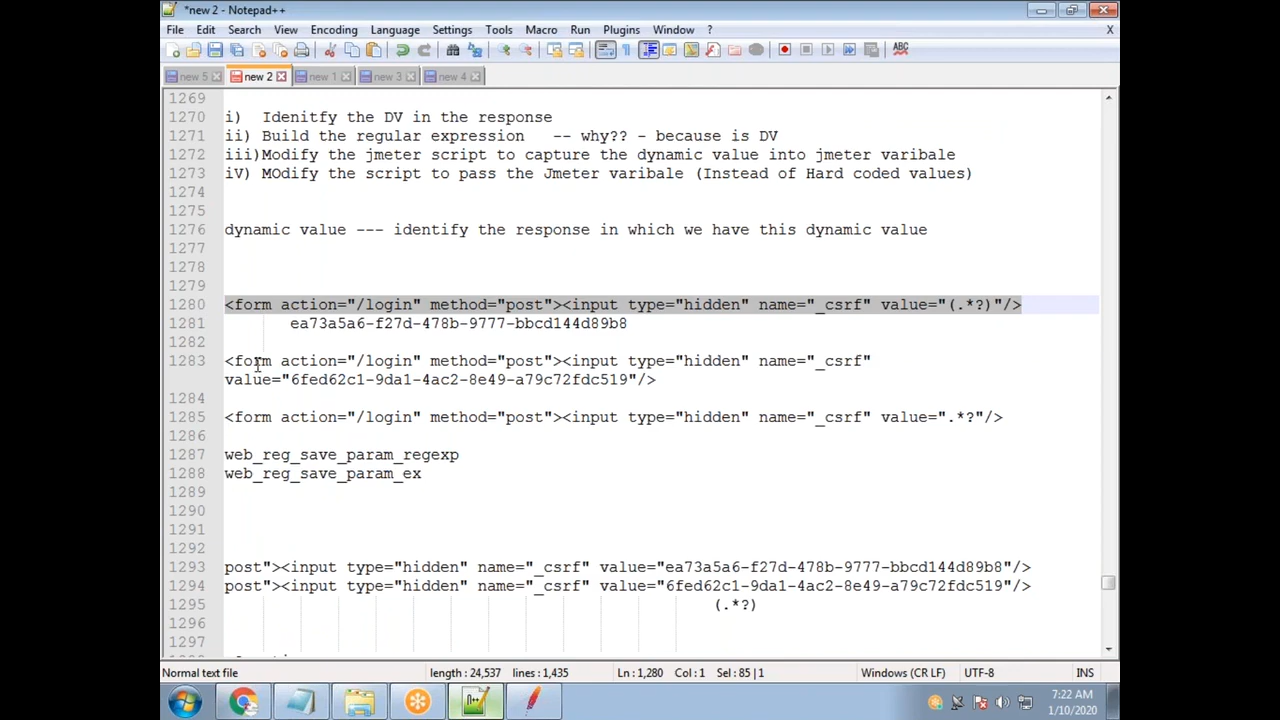 *new 2 - Notepad++
File Edit Search View Encoding Language Settings Tools Macro Run Plugins Window ? X
ABC
new 5 new 2 new 1 new 3 new 4
1269
1270 i) Idenitfy the DV in the response
1271 ii) Build the regular expression -- why?? - because is DV
1272 iii)Modify the jmeter script to capture the dynamic value into jmeter varibale
1273 iV) MOdify the script to pass the Jmeter varibale (Instead of Hard coded values)
1274
1275
1276 dynamic value --- identify the response in which we have this dynamic value
1277
1278
1279
1280 <form action="/login" method="post"><input type="hidden" name="_csrf" value="(.*?)"/>
1281 ea73a5a6-f27d-478b-9777-bbcd144d89b8
1282
1283 <form action="/login" method="post"><input type="hidden" name="_csrf"
value="6fed62c1-9da1-4ac2-8e49-a79c72fdc519"/>
1284
1285 <form action="/login" method="post"><input type="hidden" name="_csrf" value=".*?"/>
1286
1287 web_reg_save_param_regexp
1288 web_reg_save_param_ex
1289
1290
1291
1292
1293 post"><input type="hidden" name="_csrf" value="ea73a5a6-f27d-478b-9777-bbcd144d89b8"/>
1294 post"><input type="hidden" name="_csrf" value="6fed62c1-9da1-4ac2-8e49-a79c72fdc519"/>
1295 (.*?)
1296
1297
Normal text file length : 24,537 lines : 1,435 Ln : 1,280 Col : 1 Sel : 85 | 1 Windows (CR LF) UTF-8 INS
7:22 AM
1/10/2020